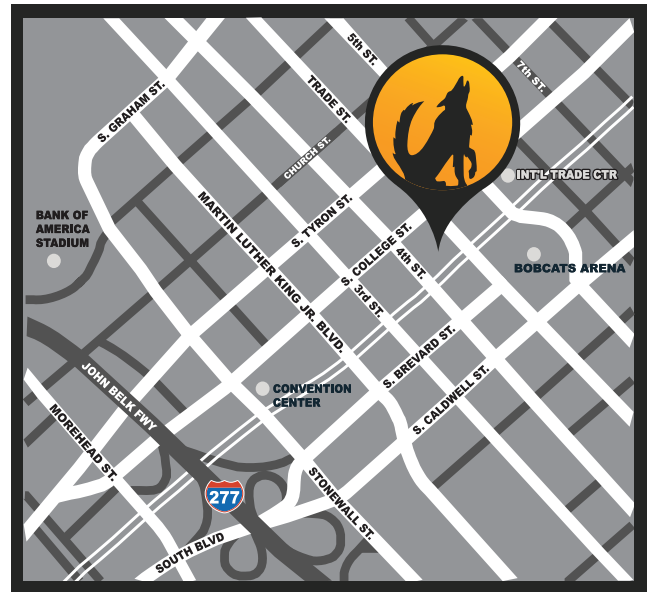 5th ST.
7th ST.
TRADE ST.
S. GRAHAM ST.
CHURCH ST.
INT'L TRADE CTR
MARTIN LUTHER KING JR. BLVD.
S. TYRON ST.
BANK OF
AMERICA
STADIUM
S. COLLEGE ST.
4th ST.
BOBCATS ARENA
3rd ST.
S. BREVARD ST.
JOHN BELK FWY
CONVENTION
CENTER
S. CALDWELL ST.
MOREHEAD ST.
277
STONEWALL ST.
SOUTH BLVD